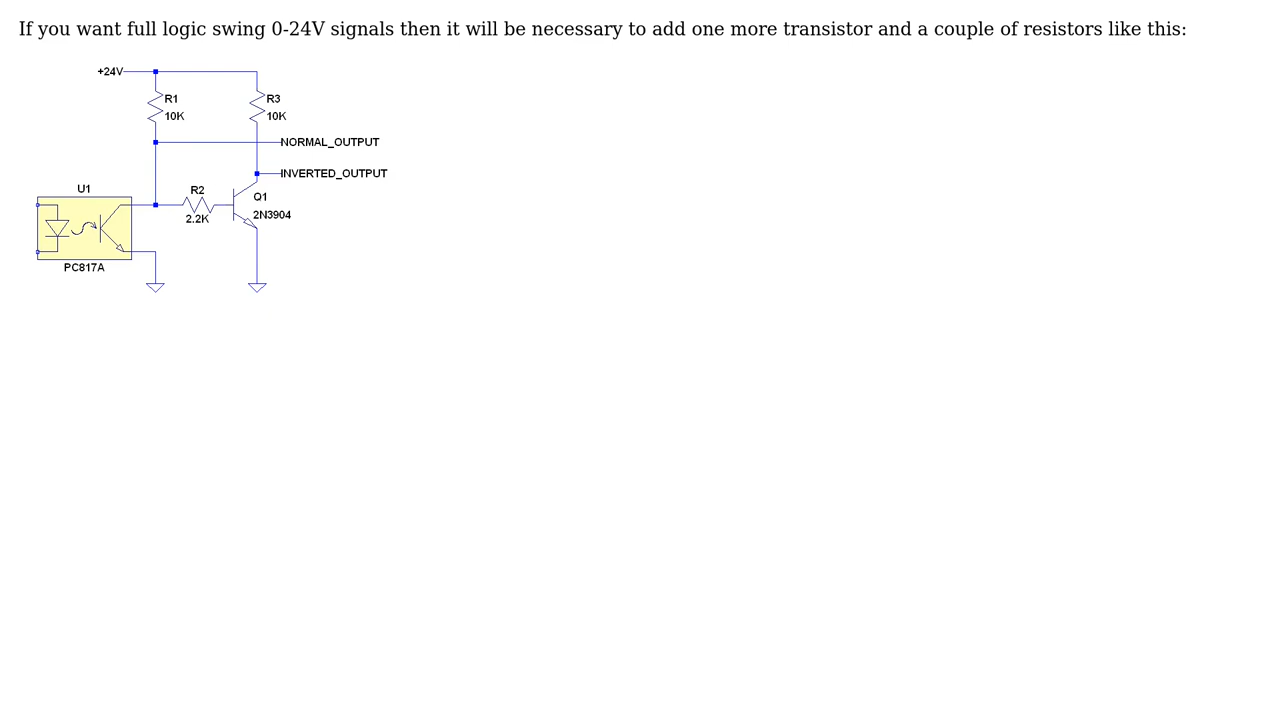 If you want full logic swing 0-24V signals then it will be necessary to add one more transistor and a couple of resistors like this:
+24V
R1
10K
R3
10K
NORMAL_OUTPUT
INVERTED_OUTPUT
U1
R2
2.2K
Q1
2N3904
PC817A